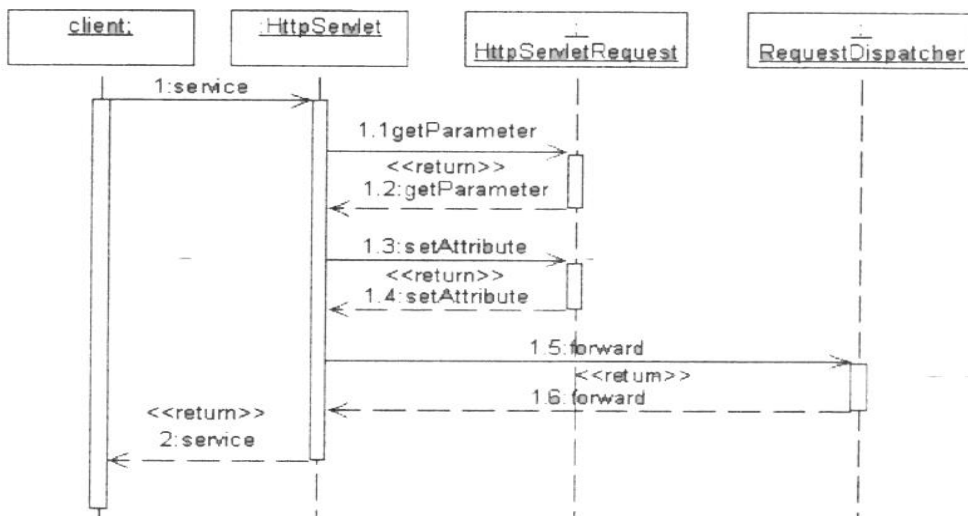 client:
:HttpServlet
:
HttpServletRequest
:
RequestDispatcher
1:service
1.1getParameter
<<return>>
1.2:getParameter
1.3:setAttribute
<<return>>
1.4:setAttribute
1.5:forward
<<return>>
1.6:forward
<<return>>
2:service